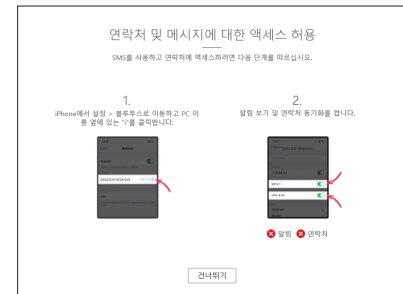 연락처 및 메시지에 대한 액세스 허용
SMS를 사용하고 연락처에 액세스하려면 다음 단계를 따르십시오.
1.
iPhone에서 설정 > 블루투스로 이동하고 PC 이
름 옆에 있는 "i"를 클릭합니다.
2.
알림 보기 및 연락처 동기화를 켭니다.
알림 연락처
건너뛰기